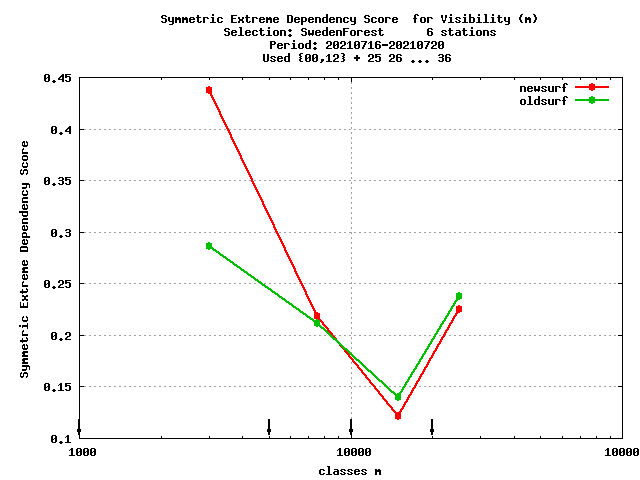 Symmetric Extreme Dependency Score  for Visibility (m)
Selection: SwedenForest      6 stations
Period: 20210716-20210720
Used {00,12} + 25 26 ... 36
0.45
newsurf
oldsurf
0.4
0.35
0.3
0.25
0.2
0.15
0.1
Symmetric Extreme Dependency Score
1000 10000 10000
classes m